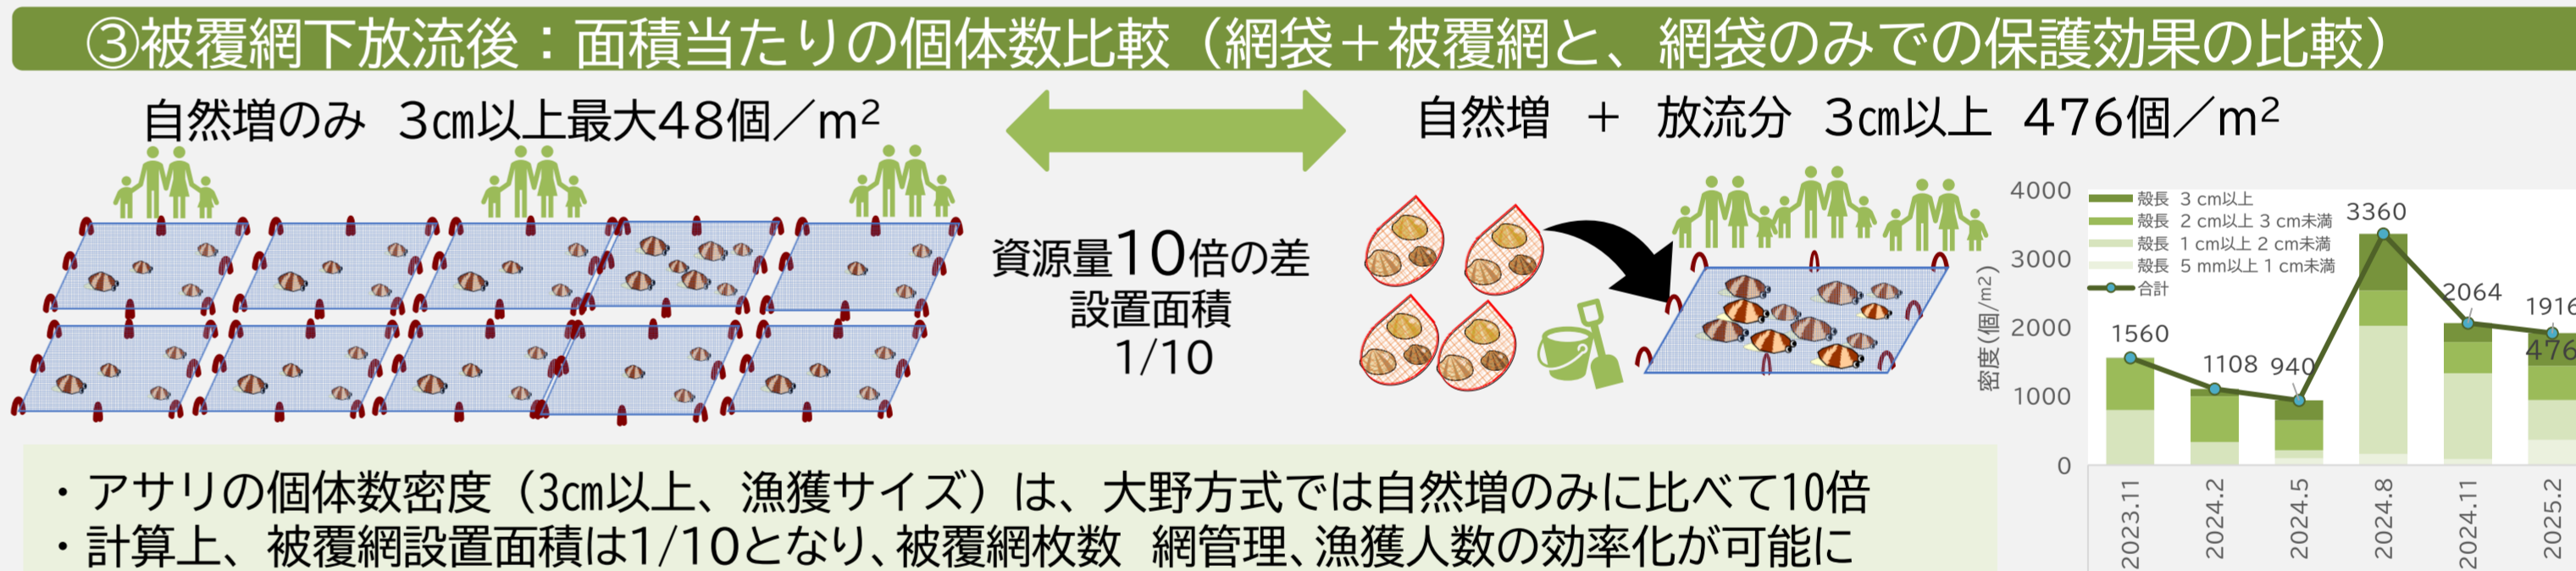 ③被覆網下放流後：面積当たりの個体数比較（網袋＋被覆網と、網袋のみでの保護効果の比較）
自然増のみ　3㎝以上最大48個／m²
自然増　＋　放流分　3㎝以上　476個／m²
資源量10倍の差
設置面積
1/10
・アサリの個体数密度（3㎝以上、漁獲サイズ）は、大野方式では自然増のみに比べて10倍
・計算上、被覆網設置面積は1/10となり、被覆網枚数　網管理、漁獲人数の効率化が可能に
密度(個/m2)
4000
3000
2000
1000
0
殻長 3 cm以上
殻長 2 cm以上 3 cm未満
殻長 1 cm以上 2 cm未満
殻長 5 mm以上 1 cm未満
合計
1560
1108
940
3360
2064
1916
476
2023.11
2024.2
2024.5
2024.8
2024.11
2025.2